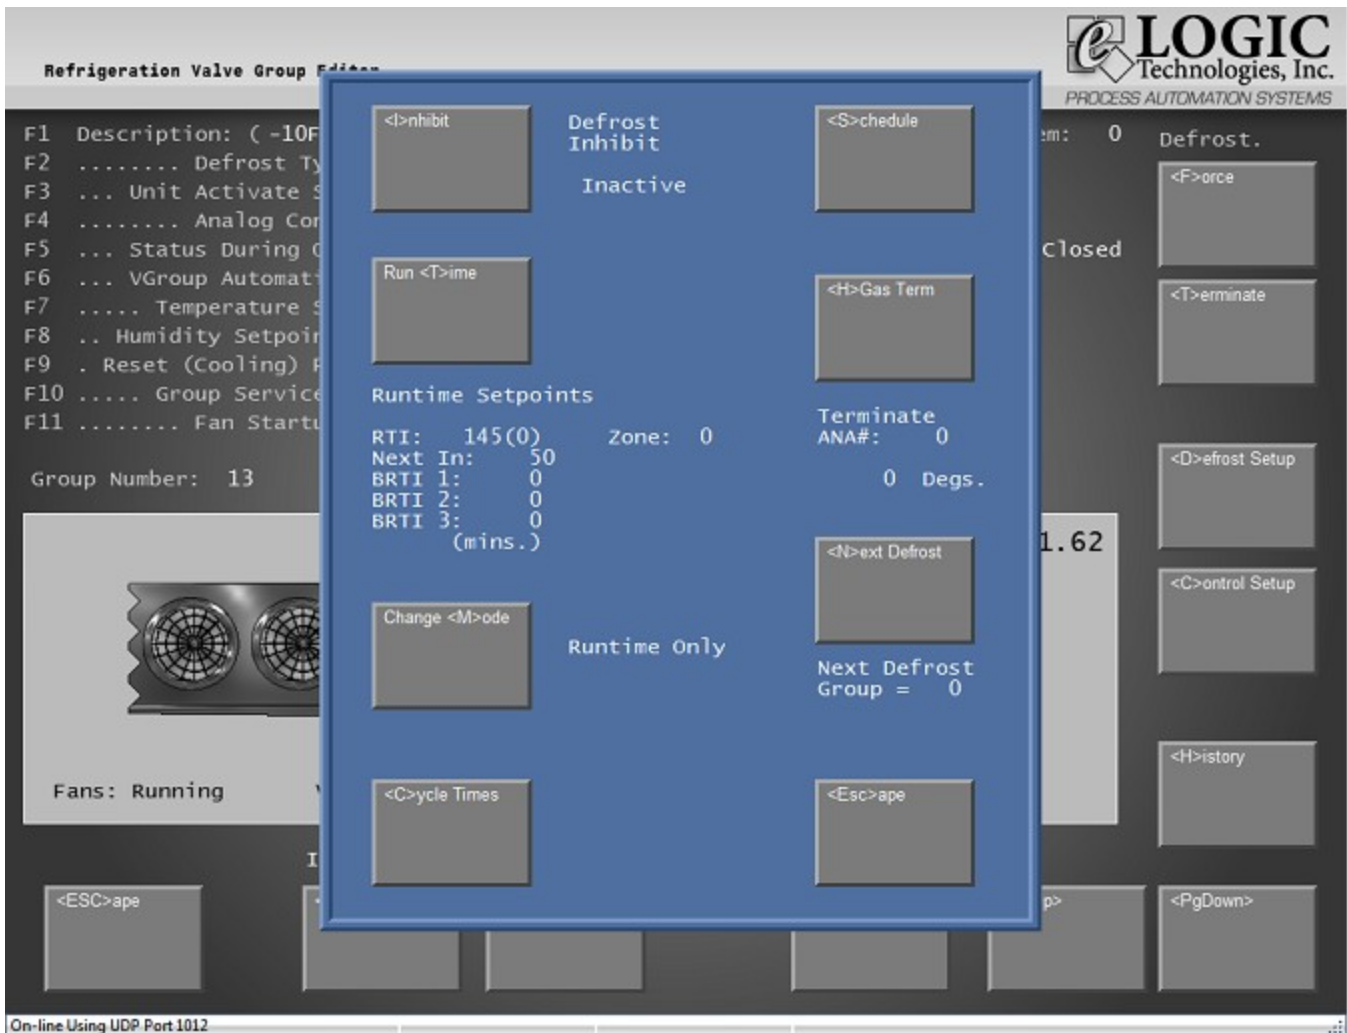 LOGIC
Technologies, Inc.
PROCESS AUTOMATION SYSTEMS
Refrigeration Valve Group Editor
F1 Description: ( -10F
F2 ........ Defrost Ty
F3 ... Unit Activate S
F4 ........ Analog Con
F5 ... Status During
F6 ... VGroup Automati
F7 ..... Temperature S
F8 .. Humidity Setpoin
F9 . Reset (Cooling)
F10 ..... Group Service
F11 ........ Fan Startu
em: 0
Closed
Group Number: 13
1.62
Fans: Running
<I>nhibit
Defrost
Inhibit
Inactive
<S>chedule
Run <T>ime
<H>Gas Term
Runtime Setpoints
RTI: 145(0) Zone: 0
Next In: 50
BRTI 1: 0
BRTI 2: 0
BRTI 3: 0
(mins.)
Terminate
ANA#: 0
0 Degs.
Change <M>ode
Runtime Only
<N>ext Defrost
Next Defrost
Group = 0
<C>ycle Times
<Esc>ape
Defrost.
<F>orce
<T>erminate
<D>efrost Setup
<C>ontrol Setup
<H>istory
<ESC>ape
p>
<PgDown>
On-line Using UDP Port 1012